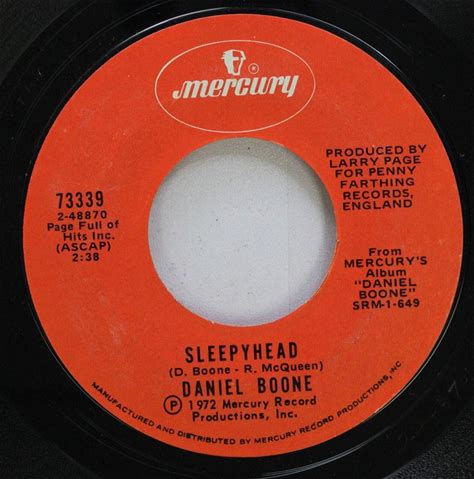 mercury
73339
2-48870
Page Full of
Hits Inc.
(ASCAP)
2:38
PRODUCED BY
LARRY PAGE
FOR PENNY
FARTHING
RECORDS,
ENGLAND
From
MERCURY'S
Album
"DANIEL
BOONE"
SRM-1-649
SLEEPYHEAD
(D. Boone - R. McQueen)
DANIEL BOONE
Ⓟ 1972 Mercury Record
Productions, Inc.
MANUFACTURED AND DISTRIBUTED BY MERCURY RECORD PRODUCTIONS, INC